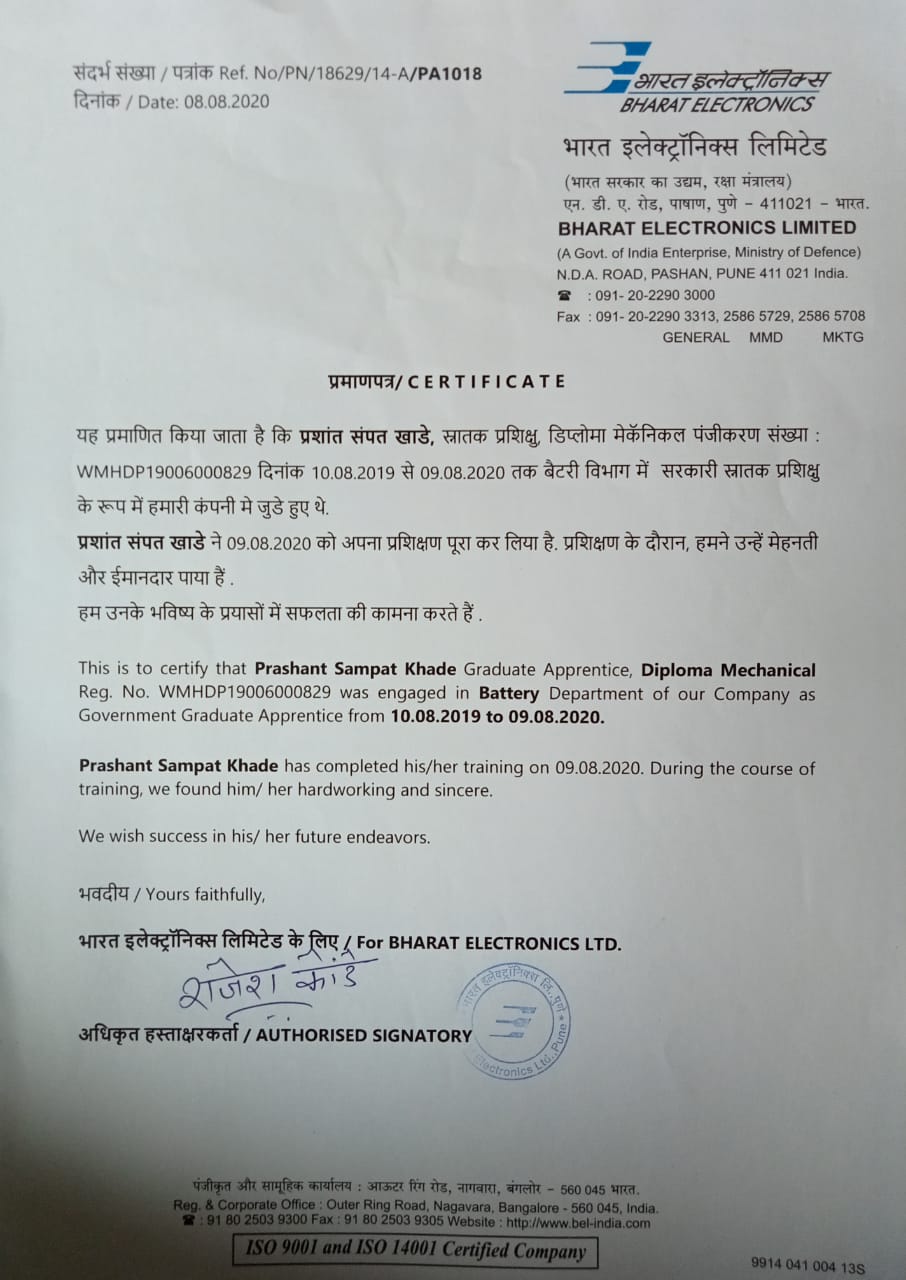 संदर्भ संख्या / पत्रांक Ref. No/PN/18629/14-A/PA1018
दिनांक / Date: 08.08.2020
भारत इलेक्ट्रॉनिक्स
BHARAT ELECTRONICS
भारत इलेक्ट्रॉनिक्स लिमिटेड
(भारत सरकार का उद्यम, रक्षा मंत्रालय)
एन. डी. ए. रोड, पाषाण, पुणे – 411021 – भारत.
BHARAT ELECTRONICS LIMITED
(A Govt. of India Enterprise, Ministry of Defence)
N.D.A. ROAD, PASHAN, PUNE 411 021 India.
☎ : 091- 20-2290 3000
Fax : 091- 20-2290 3313, 2586 5729, 2586 5708
GENERAL MMD MKTG
प्रमाणपत्र/ C E R T I F I C A T E
यह प्रमाणित किया जाता है कि प्रशांत संपत खाडे, स्नातक प्रशिक्षु, डिप्लोमा मेकॅनिकल पंजीकरण संख्या :
WMHDP19006000829 दिनांक 10.08.2019 से 09.08.2020 तक बैटरी विभाग में सरकारी स्नातक प्रशिक्षु
के रूप में हमारी कंपनी मे जुडे हुए थे.
प्रशांत संपत खाडे ने 09.08.2020 को अपना प्रशिक्षण पूरा कर लिया है. प्रशिक्षण के दौरान, हमने उन्हें मेहनती
और ईमानदार पाया हैं .
हम उनके भविष्य के प्रयासों में सफलता की कामना करते हैं .
This is to certify that Prashant Sampat Khade Graduate Apprentice, Diploma Mechanical
Reg. No. WMHDP19006000829 was engaged in Battery Department of our Company as
Government Graduate Apprentice from 10.08.2019 to 09.08.2020.
Prashant Sampat Khade has completed his/her training on 09.08.2020. During the course of
training, we found him/ her hardworking and sincere.
We wish success in his/ her future endeavors.
भवदीय / Yours faithfully,
भारत इलेक्ट्रॉनिक्स लिमिटेड के लिए / For BHARAT ELECTRONICS LTD.
राजेश
अधिकृत हस्ताक्षरकर्ता / AUTHORISED SIGNATORY
भारत इलेक्ट्रॉनिक्स लि., पुणे
Electronics Ltd., Pune
पंजीकृत और सामूहिक कार्यालय : आऊटर रिंग रोड, नागवारा, बंगलोर – 560 045 भारत.
Reg. & Corporate Office : Outer Ring Road, Nagavara, Bangalore - 560 045, India.
☎ : 91 80 2503 9300 Fax : 91 80 2503 9305 Website : http://www.bel-india.com
ISO 9001 and ISO 14001 Certified Company
9914 041 004 13S